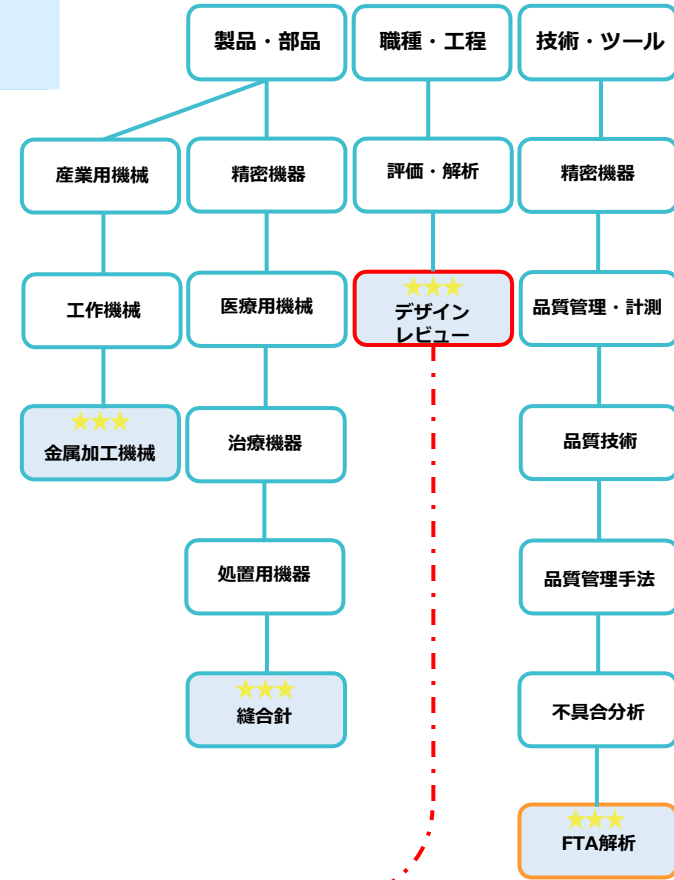 製品・部品
職種・工程
技術・ツール
産業用機械
精密機器
評価・解析
精密機器
工作機械
医療用機械
★★★
デザイン
レビュー
品質管理・計測
★★★
金属加工機械
治療機器
品質技術
処置用機器
品質管理手法
★★★
縫合針
不具合分析
★★★
FTA解析